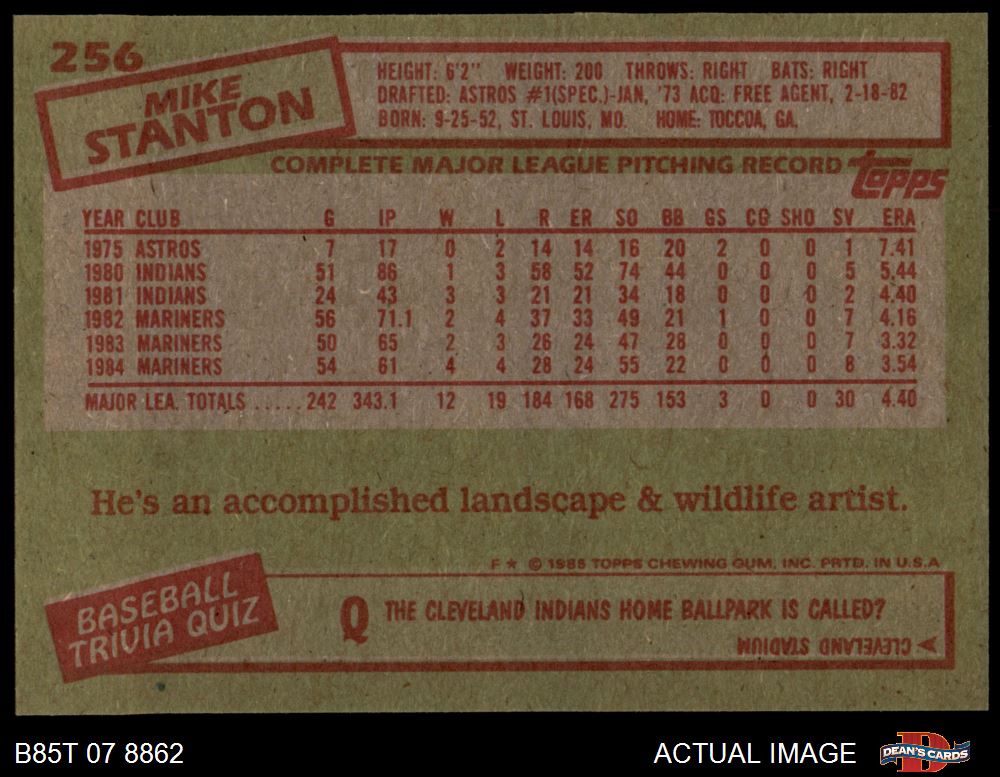 256
MIKE
STANTON
HEIGHT: 6'2" WEIGHT: 200 THROWS: RIGHT BATS: RIGHT
DRAFTED: ASTROS #1(SPEC.)-JAN, '73 ACQ: FREE AGENT, 2-18-82
BORN: 9-25-52, ST. LOUIS, MO. HOME: TOCCOA, GA.
COMPLETE MAJOR LEAGUE PITCHING RECORD
Topps
YEAR CLUB G IP W L R ER SO BB GS CG SHO SV ERA
1975 ASTROS 7 17 0 2 14 14 16 20 2 0 0 1 7.41
1980 INDIANS 51 86 1 3 58 52 74 44 0 0 0 5 5.44
1981 INDIANS 24 43 3 3 21 21 34 18 0 0 0 2 4.40
1982 MARINERS 56 71.1 2 4 37 33 49 21 1 0 0 7 4.16
1983 MARINERS 50 65 2 3 26 24 47 28 0 0 0 7 3.32
1984 MARINERS 54 61 4 4 28 24 55 22 0 0 0 8 3.54
MAJOR LEA. TOTALS ..... 242 343.1 12 19 184 168 275 153 3 0 0 30 4.40
He's an accomplished landscape & wildlife artist.
F ★ © 1985 TOPPS CHEWING GUM, INC. PRTD. IN U.S.A
BASEBALL
TRIVIA QUIZ
Q THE CLEVELAND INDIANS HOME BALLPARK IS CALLED?
CLEVELAND STADIUM
B85T 07 8862
ACTUAL IMAGE
D
DEAN'S CARDS